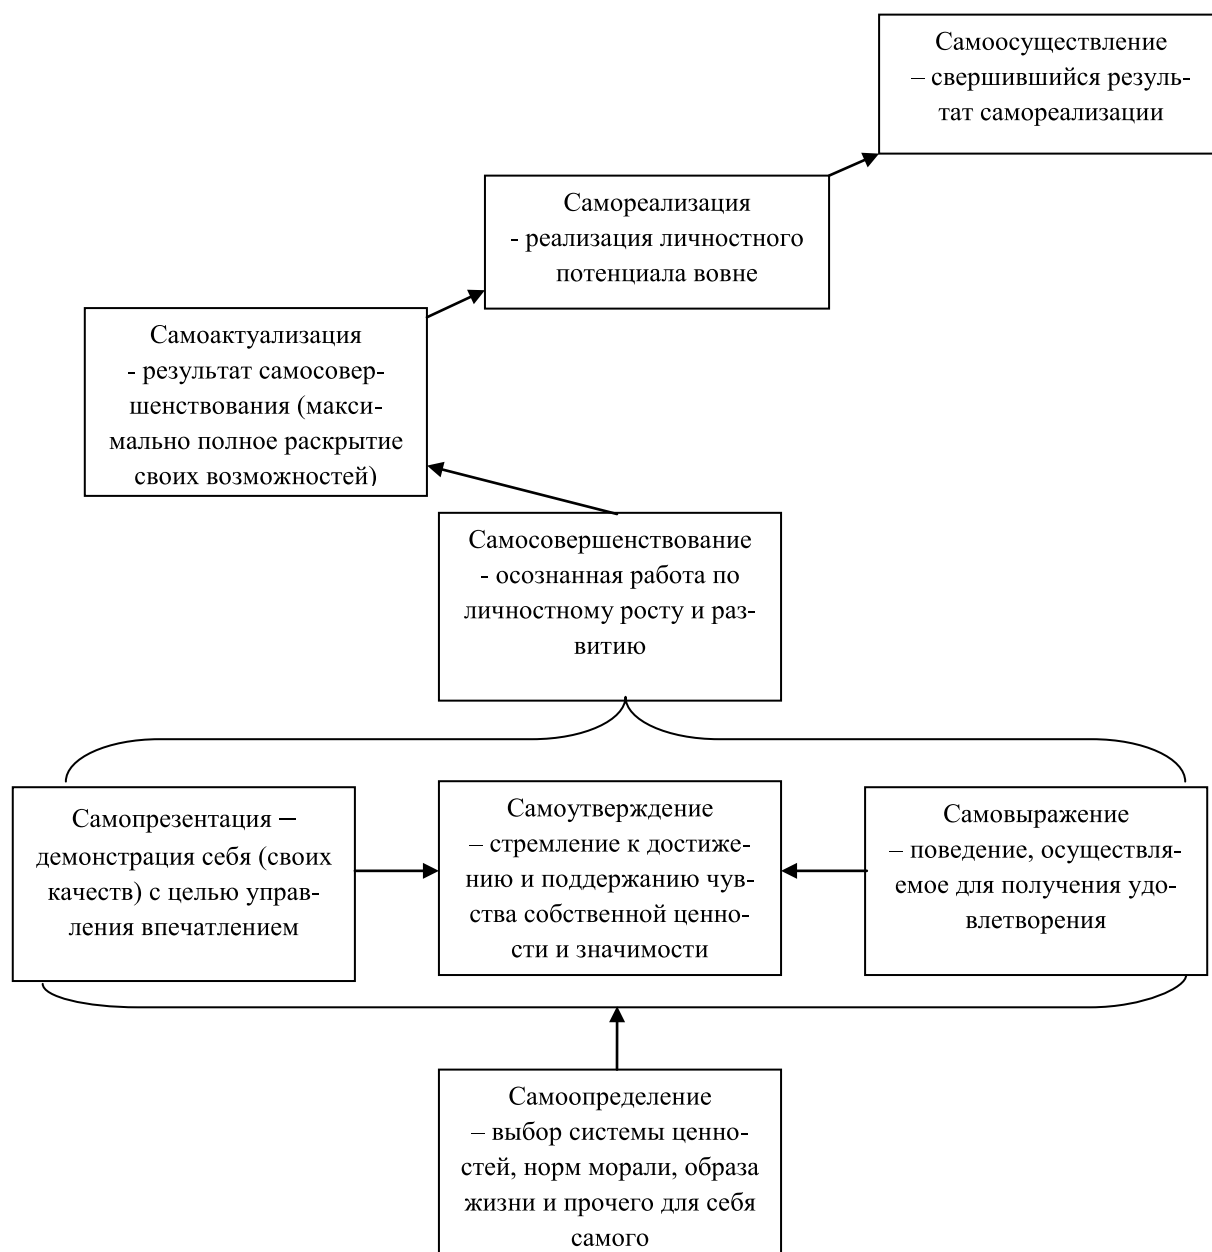 Самоосуществление
– свершившийся резуль-
тат самореализации
Самореализация
- реализация личностного
потенциала вовне
Самоактуализация
- результат самосовер-
шенствования (макси-
мально полное раскрытие
своих возможностей)
Самосовершенствование
- осознанная работа по
личностному росту и раз-
витию
Самопрезентация –
демонстрация себя (своих
качеств) с целью управ-
ления впечатлением
Самоутверждение
– стремление к достиже-
нию и поддержанию чув-
ства собственной ценно-
сти и значимости
Самовыражение
– поведение, осуществля-
емое для получения удо-
влетворения
Самоопределение
– выбор системы ценно-
стей, норм морали, образа
жизни и прочего для себя
самого